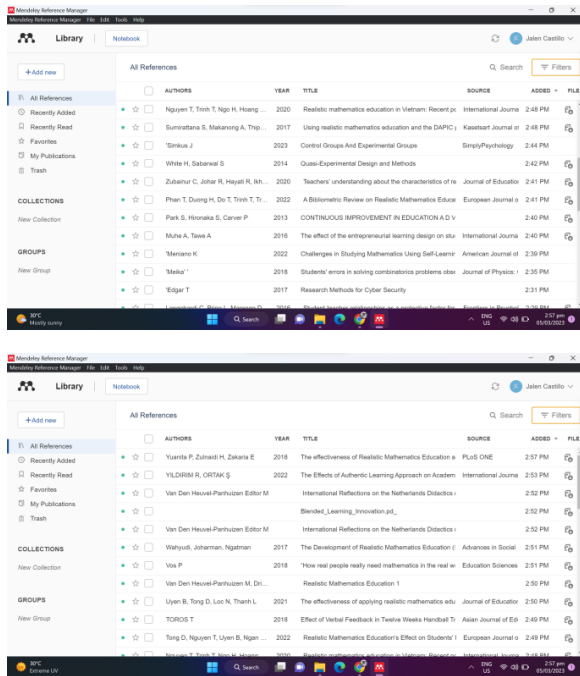 Mendeley Reference Manager
Mendeley Reference Manager File Edit Tools Help
Library Notebook Jalen Castillo
+Add new All References Search Filters
AUTHORS YEAR TITLE SOURCE ADDED FILE
All References
Recently Added
Recently Read
Favorites
My Publications
Trash
COLLECTIONS
New Collection
GROUPS
New Group
Nguyen T, Trinh T, Ngo H, Hoang ... 2020 Realistic mathematics education in Vietnam: Recent pc International Journa 2:48 PM
Sumirattana S, Makanong A, Thip... 2017 Using realistic mathematics education and the DAPIC p Kasetsart Journal of 2:48 PM
'Simkus J 2023 Control Groups And Experimental Groups SimplyPsychology 2:44 PM
White H, Sabarwal S 2014 Quasi-Experimental Design and Methods 2:42 PM
Zubainur C, Johar R, Hayati R, Ikh... 2020 Teachers' understanding about the characteristics of re Journal of Education 2:41 PM
Phan T, Duong H, Do T, Trinh T, Tr... 2022 A Bibliometric Review on Realistic Mathematics Educa European Journal o 2:41 PM
Park S, Hironaka S, Carver P 2013 CONTINUOUS IMPROVEMENT IN EDUCATION A D V 2:40 PM
Muhe A, Tawe A 2016 The effect of the entrepreneurial learning design on stu International Journa 2:40 PM
'Meniano K 2022 Challenges in Studying Mathematics Using Self-Learnir American Journal of 2:39 PM
'Meika' ' 2018 Students' errors in solving combinatorics problems obse Journal of Physics: 2:35 PM
'Edgar T 2017 Research Methods for Cyber Security 2:31 PM
30°C
Mostly sunny
Search
ENG
US
2:57 pm
05/03/2023
Mendeley Reference Manager
Mendeley Reference Manager File Edit Tools Help
Library Notebook Jalen Castillo
+Add new All References Search Filters
AUTHORS YEAR TITLE SOURCE ADDED FILE
All References
Recently Added
Recently Read
Favorites
My Publications
Trash
COLLECTIONS
New Collection
GROUPS
New Group
Yuanita P, Zulnaidi H, Zakaria E 2018 The effectiveness of Realistic Mathematics Education a PLoS ONE 2:57 PM
YILDIRIM R, ORTAK Ş 2022 The Effects of Authentic Learning Approach on Academ International Journa 2:53 PM
Van Den Heuvel-Panhuizen Editor M International Reflections on the Netherlands Didactics 2:52 PM
Blended_Learning_Innovation.pd_ 2:52 PM
Van Den Heuvel-Panhuizen Editor M International Reflections on the Netherlands Didactics 2:52 PM
Wahyudi, Joharman, Ngatman 2017 The Development of Realistic Mathematics Education ( Advances in Social 2:51 PM
Vos P 2018 "How real people really need mathematics in the real w Education Sciences 2:51 PM
Van Den Heuvel-Panhuizen M, Dri... Realistic Mathematics Education 1 2:50 PM
Uyen B, Tong D, Loc N, Thanh L 2021 The effectiveness of applying realistic mathematics edu Journal of Education 2:50 PM
TOROS T 2018 Effect of Verbal Feedback in Twelve Weeks Handball T Asian Journal of Edi 2:49 PM
Tong D, Nguyen T, Uyen B, Ngan ... 2022 Realistic Mathematics Education's Effect on Students' I European Journal o 2:49 PM
30°C
Extreme UV
Search
ENG
US
2:57 pm
05/03/2023